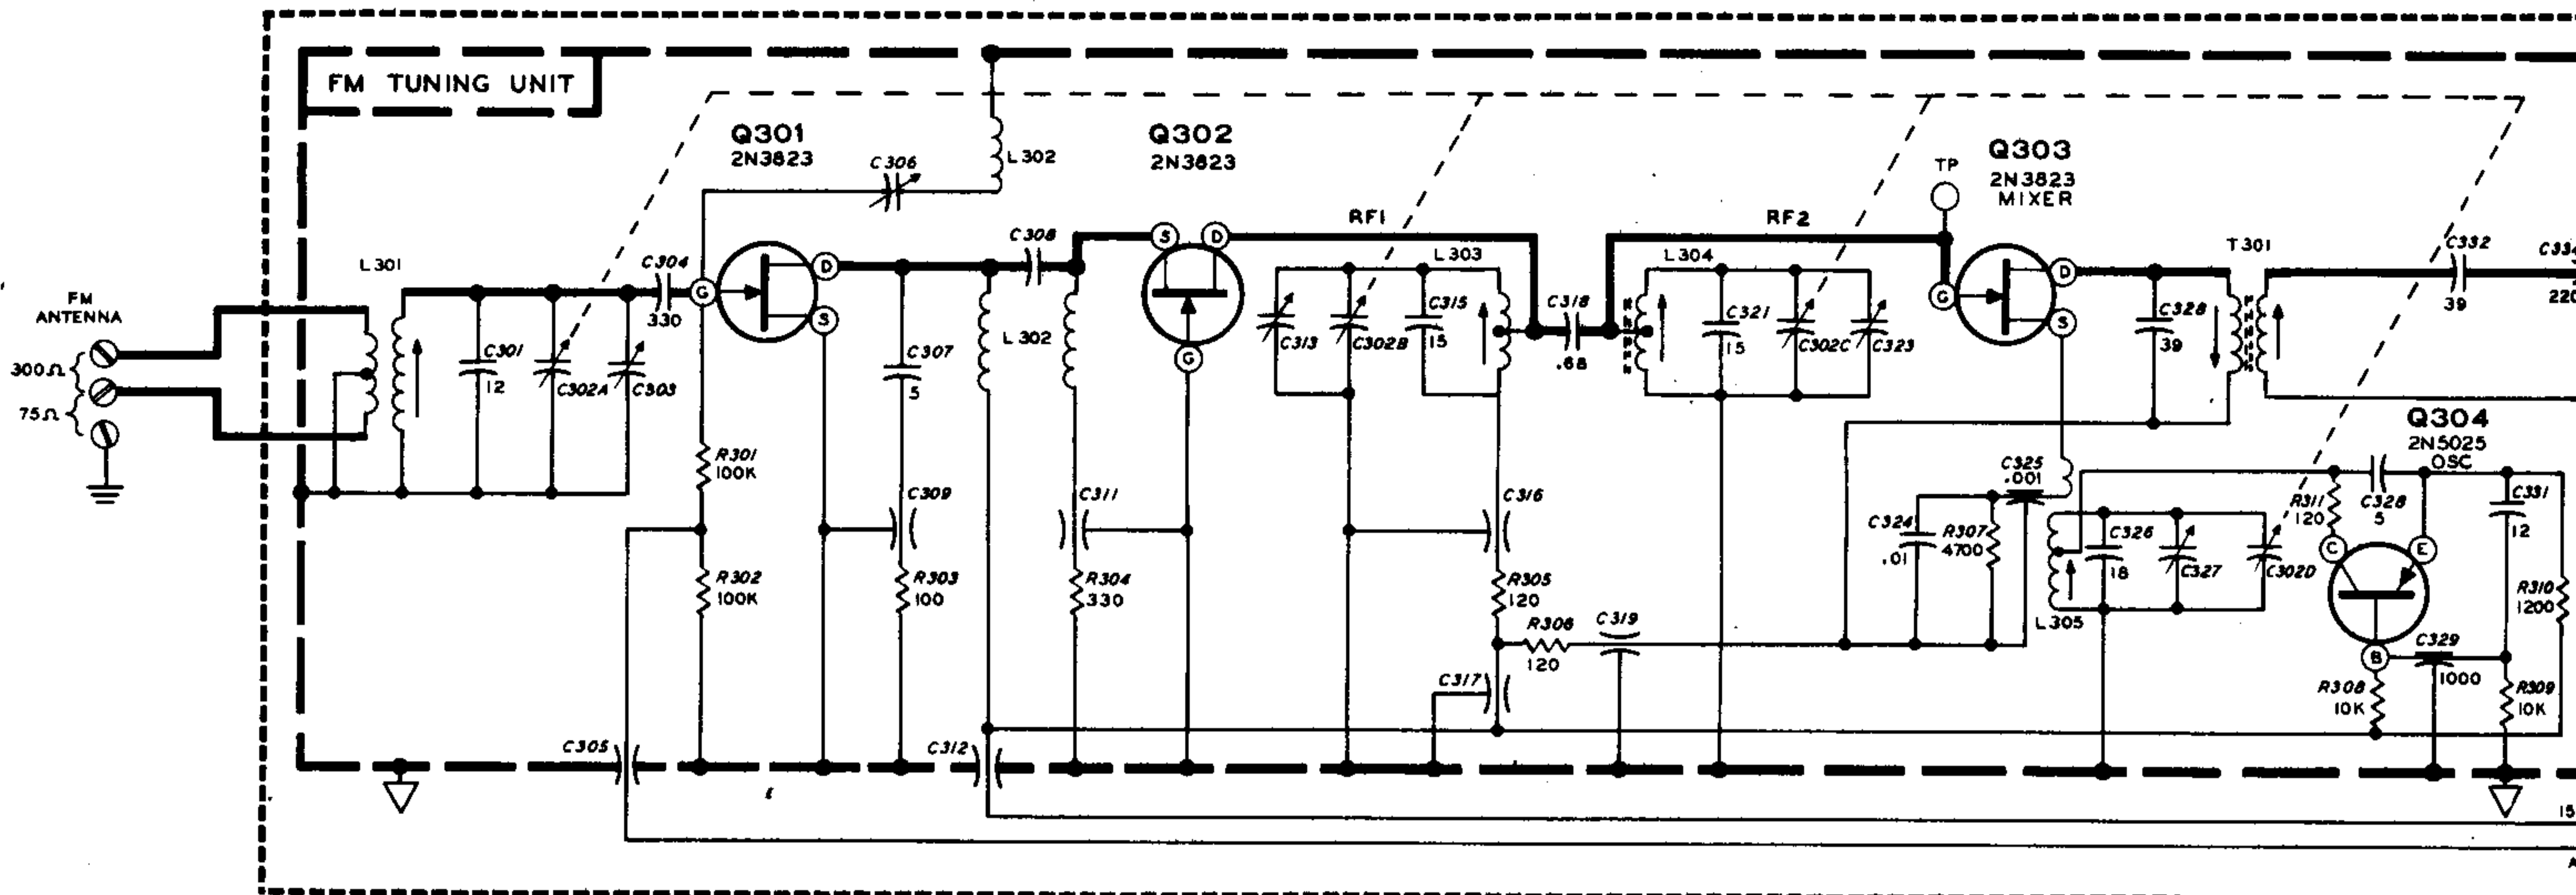 FM TUNING UNIT
Q301
2N3823
C306
L302
Q302
2N3823
TP
Q303
2N3823
MIXER
RF1
RF2
L301
C304
330
G
D
S
C308
S
D
G
L303
L304
T301
C332
39
C334
220
FM
ANTENNA
300Ω
75Ω
C301
12
C302A
C303
C307
5
L302
C313
C302B
C315
15
C318
.68
C321
15
C302C
C323
G
D
S
C328
39
Q304
2N5025
OSC
R301
100K
C309
C311
C316
C325
.001
C324
.01
R307
4700
C326
18
C327
C302D
L305
R311
120
C328
5
C331
12
C
E
B
R310
1200
R302
100K
R303
100
R304
330
R305
120
R306
120
C319
C317
C329
1000
R308
10K
R309
10K
C305
C312
15